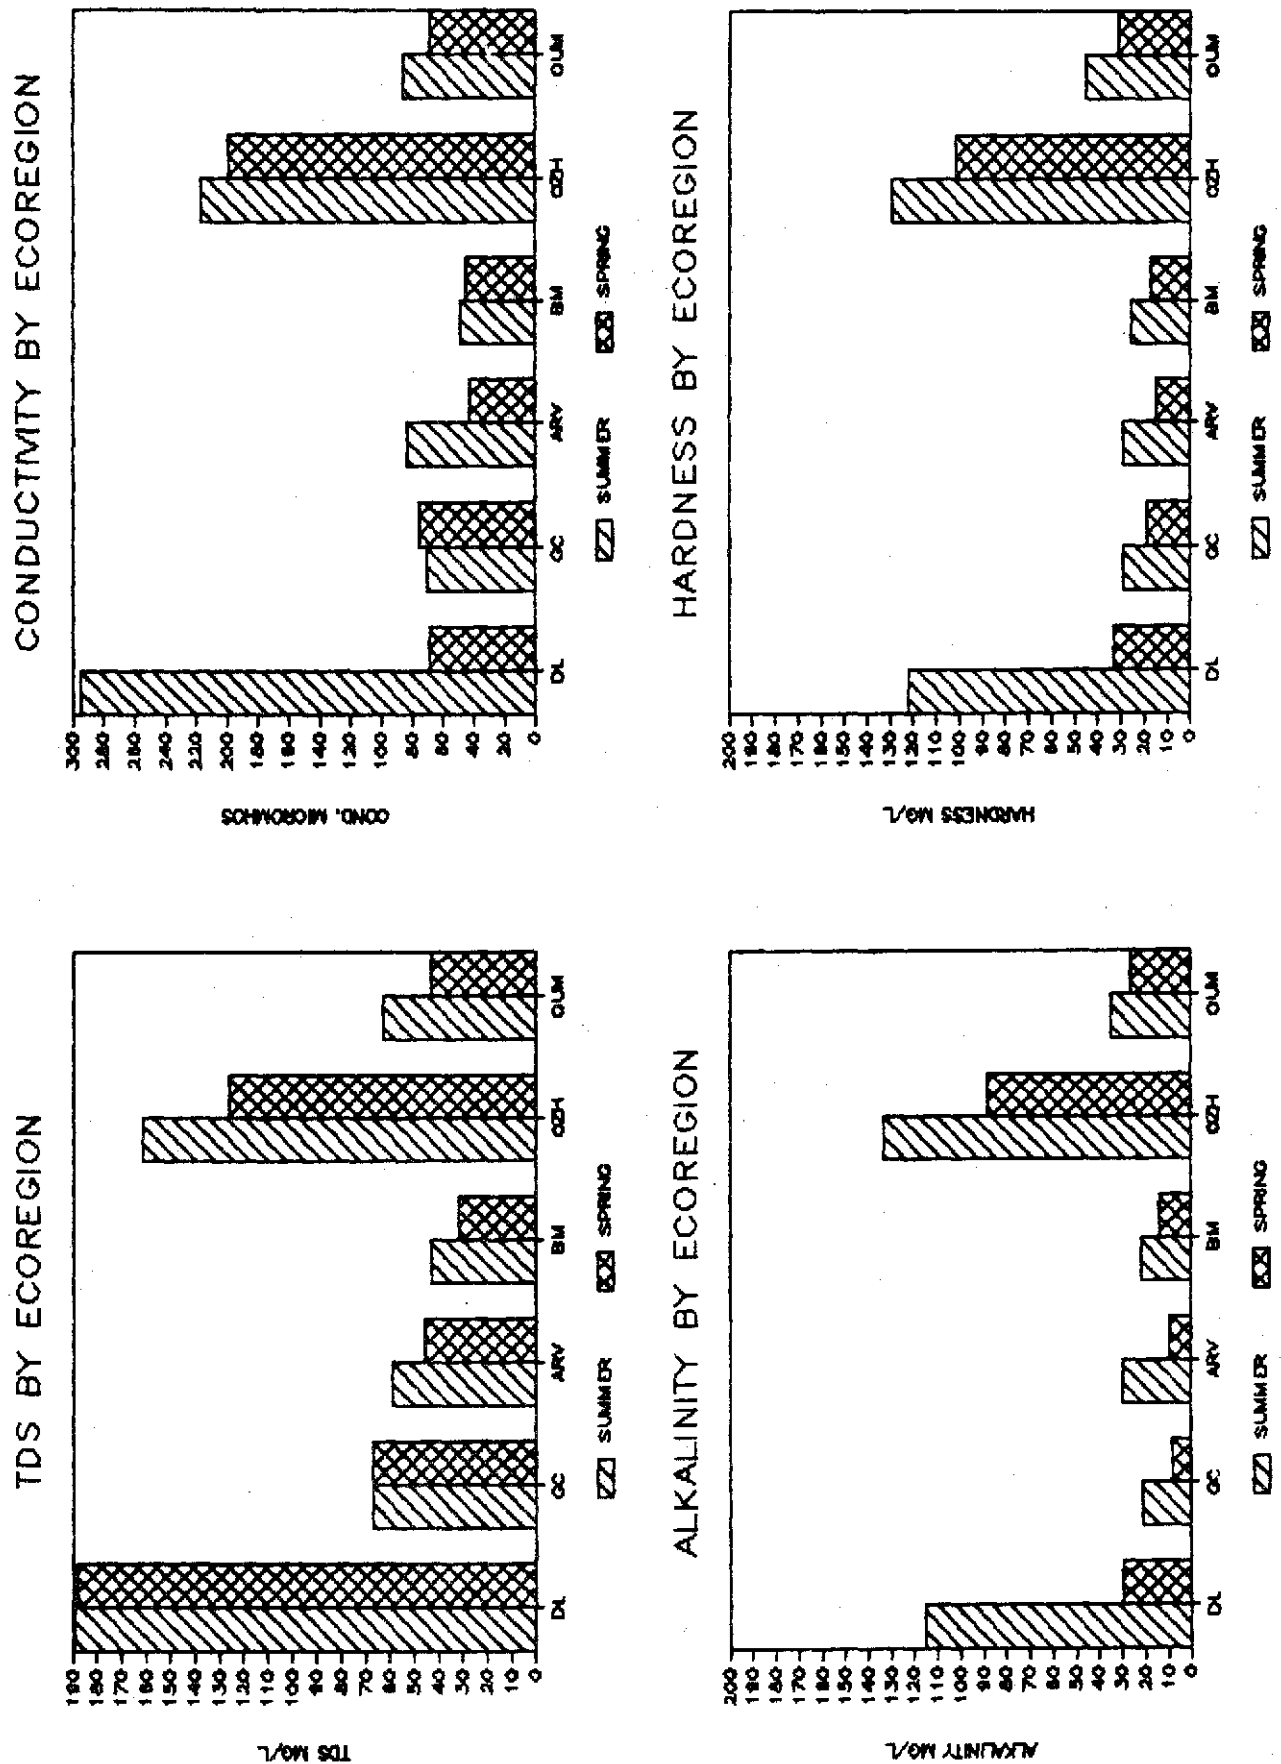 TDS BY ECOREGION
TDS MG/L
190
180
170
160
150
140
130
120
110
100
90
80
70
60
50
40
30
20
10
0
DL
GC
ARV
BM
OZH
OUM
SUMMER
SPRING
CONDUCTIVITY BY ECOREGION
COND. MICROMHOS
300
280
260
240
220
200
180
160
140
120
100
80
60
40
20
0
DL
GC
ARV
BM
OZH
OUM
SUMMER
SPRING
ALKALINITY BY ECOREGION
ALKALINITY MG/L
200
190
180
170
160
150
140
130
120
110
100
90
80
70
60
50
40
30
20
10
0
DL
GC
ARV
BM
OZH
OUM
SUMMER
SPRING
HARDNESS BY ECOREGION
HARDNESS MG/L
200
190
180
170
160
150
140
130
120
110
100
90
80
70
60
50
40
30
20
10
0
DL
GC
ARV
BM
OZH
OUM
SUMMER
SPRING